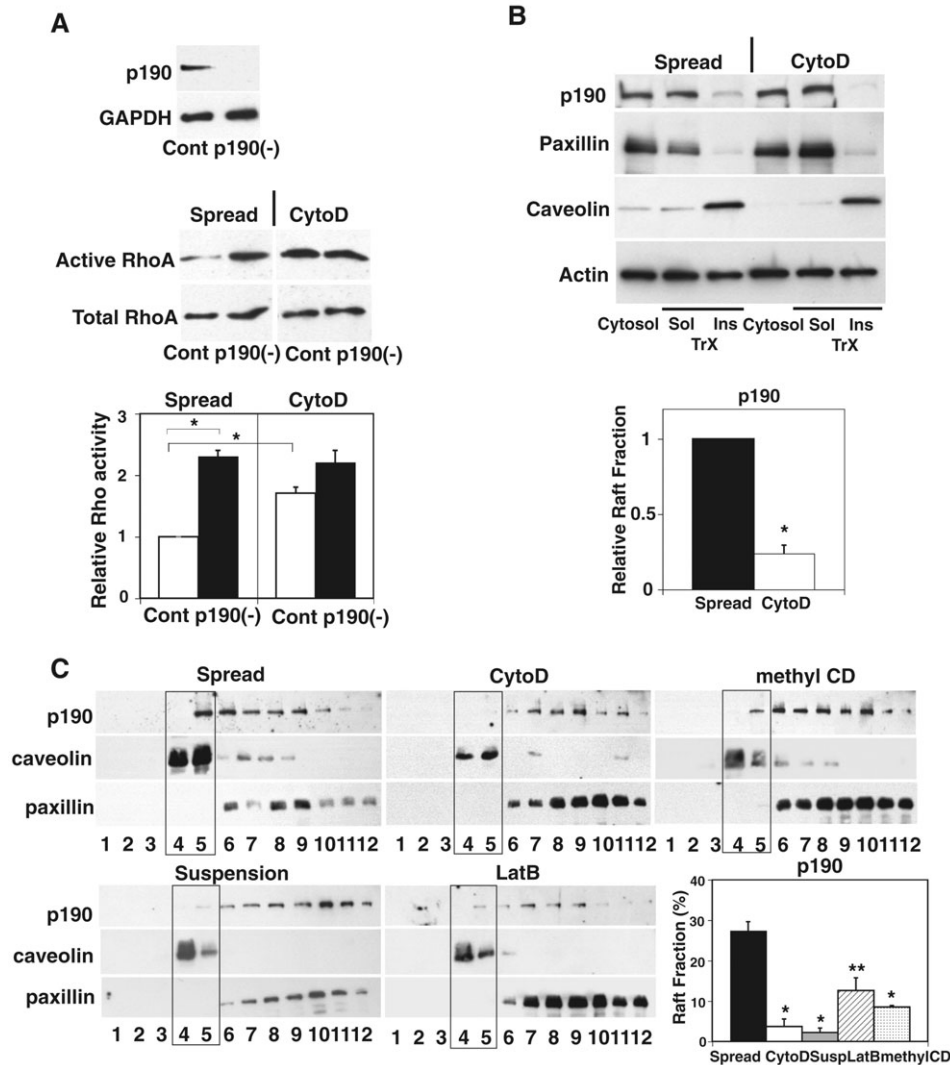 A
p190
GAPDH
Cont p190(-)
Spread CytoD
Active RhoA
Total RhoA
Cont p190(-) Cont p190(-)
Spread CytoD
Relative Rho activity
3
2
1
0
*
*
Cont p190(-) Cont p190(-)
B
Spread CytoD
p190
Paxillin
Caveolin
Actin
Cytosol Sol Ins Cytosol Sol Ins
TrX TrX
p190
Relative Raft Fraction
1
0.5
0
*
Spread CytoD
C
Spread CytoD methyl CD
p190
caveolin
paxillin
1 2 3 4 5 6 7 8 9 10 11 12 1 2 3 4 5 6 7 8 9 10 11 12 1 2 3 4 5 6 7 8 9 10 11 12
Suspension LatB
p190
caveolin
paxillin
1 2 3 4 5 6 7 8 9 10 11 12 1 2 3 4 5 6 7 8 9 10 11 12
p190
Raft Fraction (%)
40
30
20
10
0
* * ** *
Spread CytoDSuspLatBmethylCD